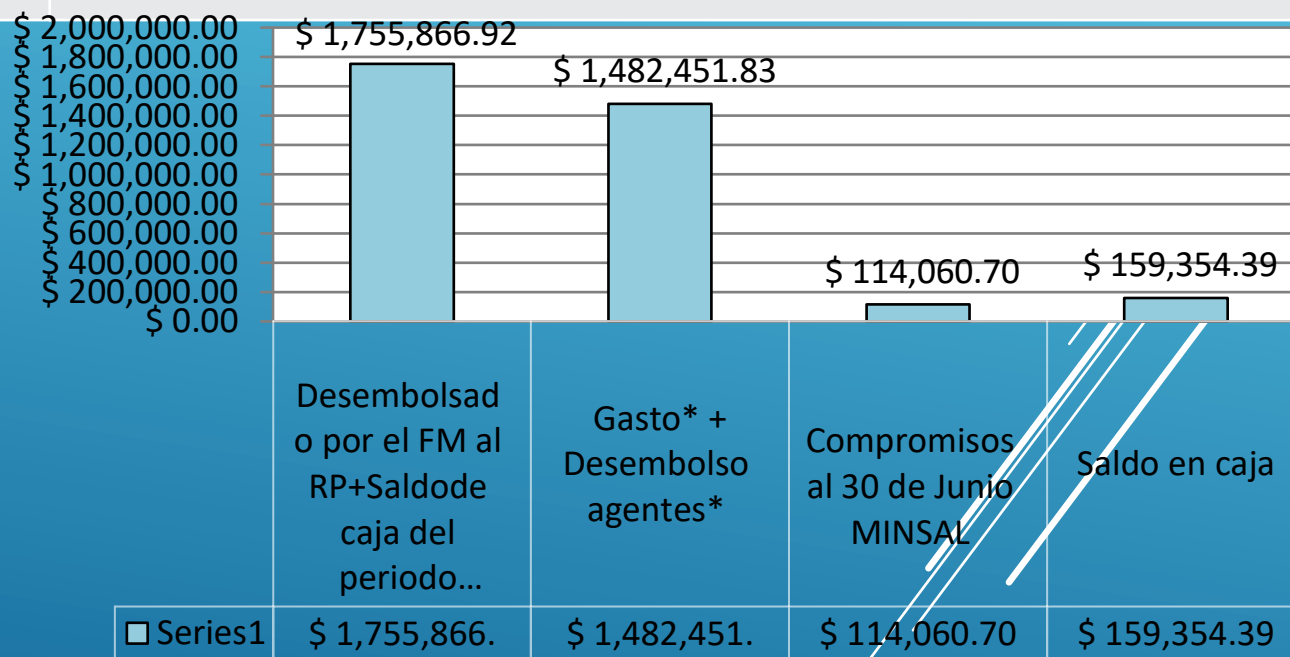 $ 2,000,000.00
$ 1,800,000.00
$ 1,600,000.00
$ 1,400,000.00
$ 1,200,000.00
$ 1,000,000.00
$ 800,000.00
$ 600,000.00
$ 400,000.00
$ 200,000.00
$ 0.00
$ 1,755,866.92
$ 1,482,451.83
$ 114,060.70
$ 159,354.39
Desembolsad
o por el FM al
RP+Saldode
caja del
periodo…
Gasto* +
Desembolso
agentes*
Compromisos
al 30 de Junio
MINSAL
Saldo en caja
Series1
$ 1,755,866.
$ 1,482,451.
$ 114,060.70
$ 159,354.39